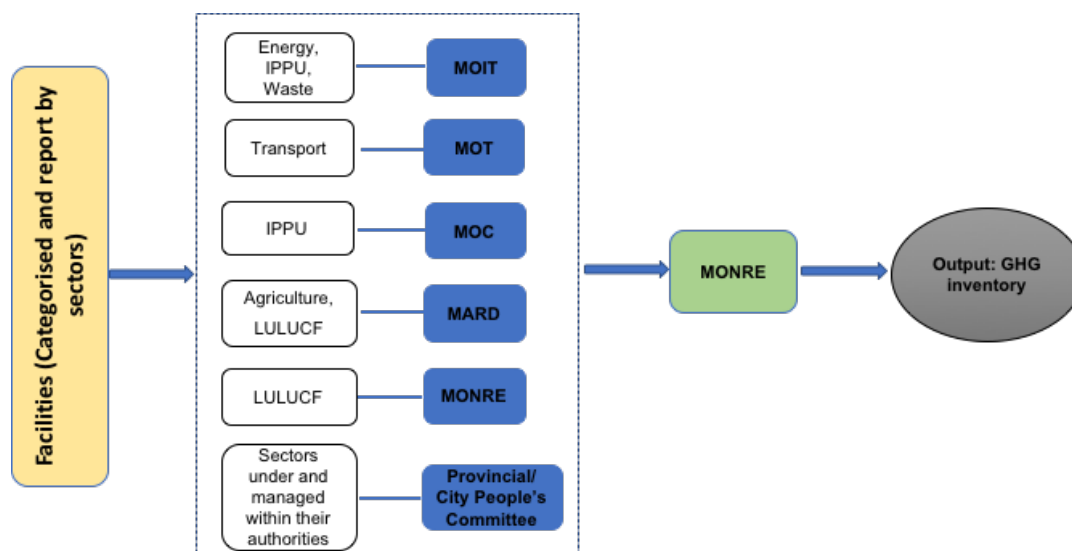 Facilities (Categorised and report by
sectors)
Energy,
IPPU,
Waste
MOIT
Transport
MOT
IPPU
MOC
Agriculture,
LULUCF
MARD
LULUCF
MONRE
Sectors
under and
managed
within their
authorities
Provincial/
City People's
Committee
MONRE
Output: GHG
inventory